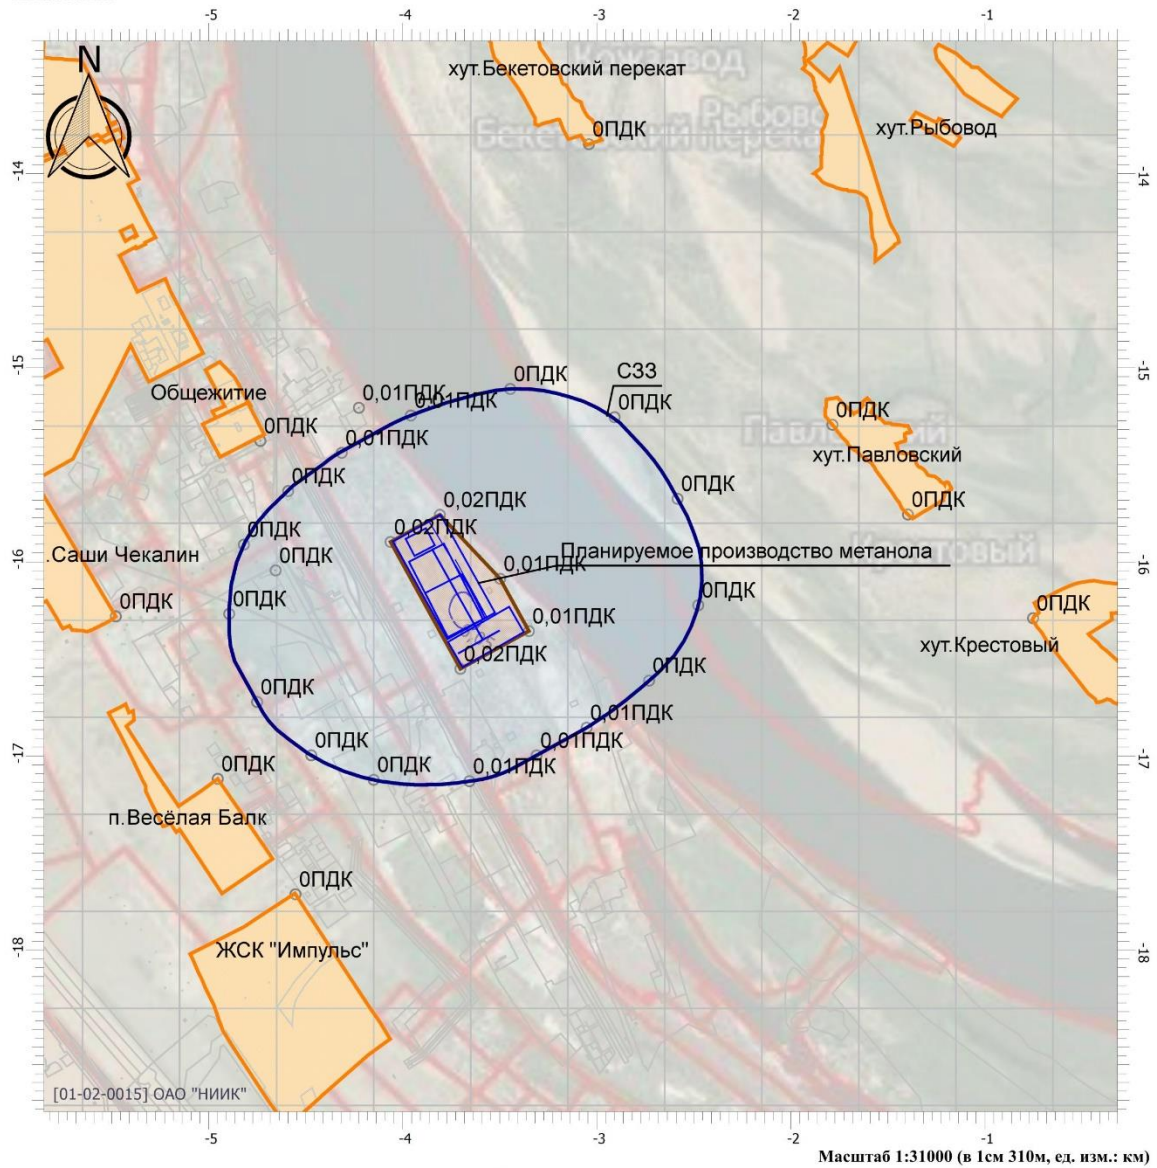 -5 -4 -3 -2 -1
N
хут.Бекетовский перекат
0ПДК
хут.Рыбовод
-14 -14
-15 -15
Общежитие
0ПДК
0,01ПДК
0,01ПДК
0ПДК
СЗЗ
0ПДК
0ПДК
хут.Павловский
0ПДК
0,01ПДК
0ПДК
0ПДК
0,02ПДК
0ПДК
0,02ПДК
.Саши Чекалин
0ПДК
0,01ПДК
Планируемое производство метанола
-16 -16
0ПДК
0ПДК
0,01ПДК
0ПДК
0ПДК
хут.Крестовый
0,02ПДК
0ПДК
0ПДК
0,01ПДК
0ПДК
0ПДК
0ПДК
0,01ПДК
0,01ПДК
-17 -17
п.Весёлая Балк
0ПДК
ЖСК "Импульс"
-18 -18
[01-02-0015] ОАО "НИИК"
-5 -4 -3 -2 -1
Масштаб 1:31000 (в 1см 310м, ед. изм.: км)